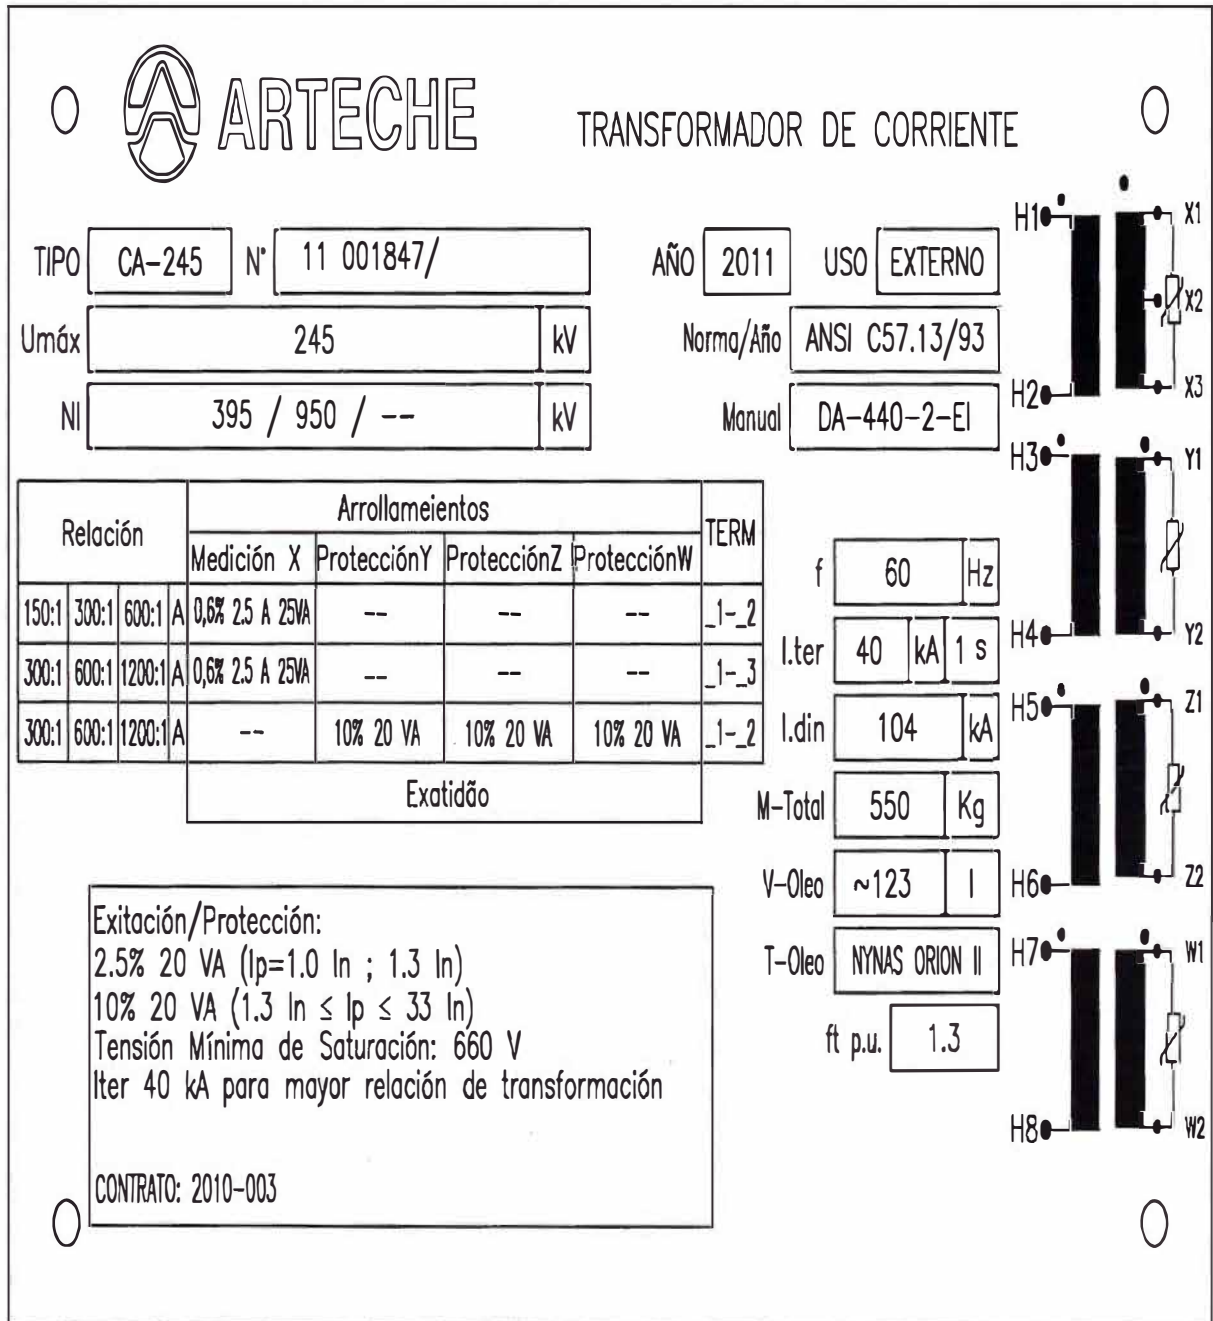 ARTECHE
TRANSFORMADOR DE CORRIENTE
TIPO CA-245 N° 11 001847/
AÑO 2011 USO EXTERNO
Umáx 245 kV
Norma/Año ANSI C57.13/93
NI 395 / 950 / -- kV
Manual DA-440-2-EI
Relación Arrollameientos TERM
Medición X ProtecciónY ProtecciónZ ProtecciónW
150:1 300:1 600:1 A 0,6% 2.5 A 25VA -- -- -- _1-_2
300:1 600:1 1200:1 A 0,6% 2.5 A 25VA -- -- -- _1-_3
300:1 600:1 1200:1 A -- 10% 20 VA 10% 20 VA 10% 20 VA _1-_2
Exatidão
f 60 Hz
I.ter 40 kA 1 s
I.din 104 kA
M-Total 550 Kg
V-Oleo ~123 l
T-Oleo NYNAS ORION II
ft p.u. 1.3
Exitación/Protección:
2.5% 20 VA (Ip=1.0 In ; 1.3 In)
10% 20 VA (1.3 In ≤ Ip ≤ 33 In)
Tensión Mínima de Saturación: 660 V
Iter 40 kA para mayor relación de transformación
CONTRATO: 2010-003
H1 X1
X2
H2 X3
H3 Y1
H4 Y2
H5 Z1
H6 Z2
H7 W1
H8 W2